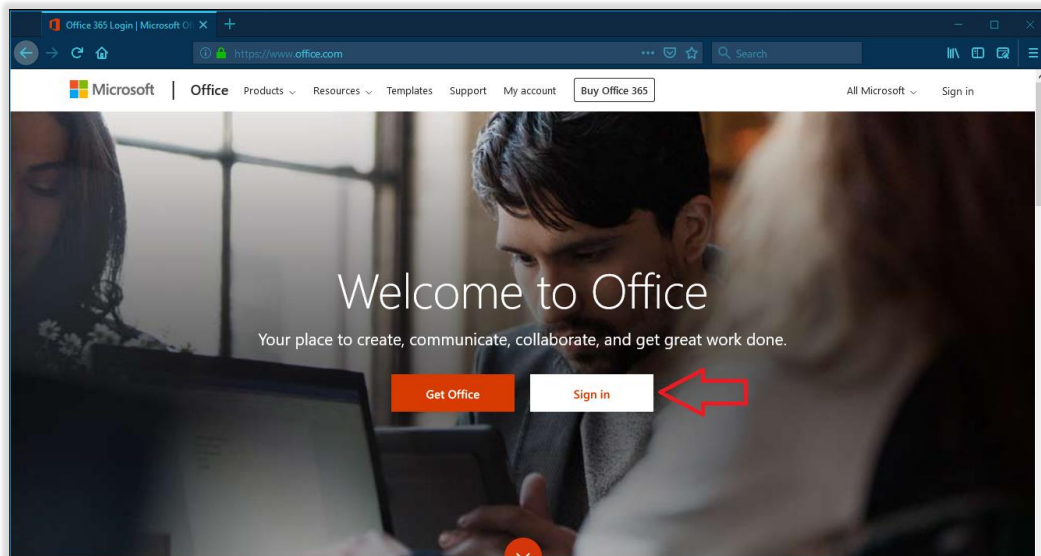 Office 365 Login | Microsoft Of
https://www.office.com
Search
Microsoft Office Products Resources Templates Support My account Buy Office 365 All Microsoft Sign in
Welcome to Office
Your place to create, communicate, collaborate, and get great work done.
Get Office Sign in